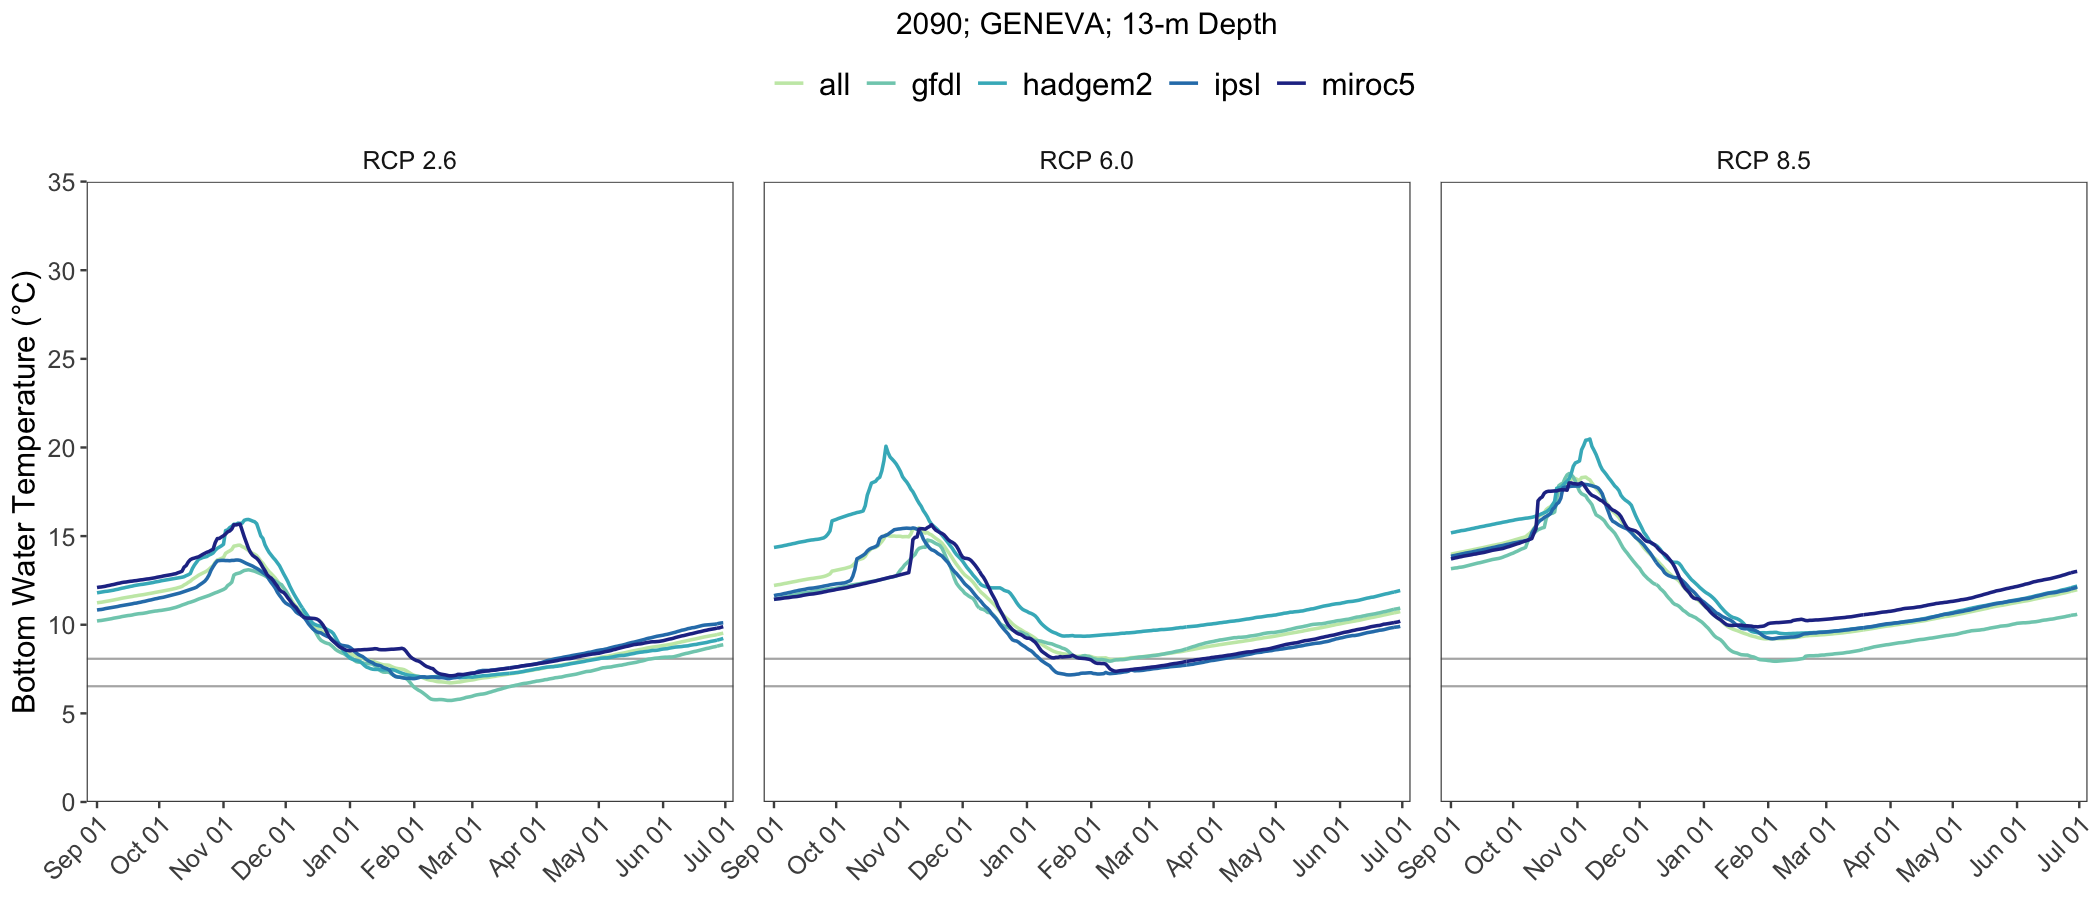 2090; GENEVA; 13-m Depth
all gfdl hadgem2 ipsl miroc5
RCP 2.6 RCP 6.0 RCP 8.5
Bottom Water Temperature (°C)
35
30
25
20
15
10
5
0
Sep 01 Oct 01 Nov 01 Dec 01 Jan 01 Feb 01 Mar 01 Apr 01 May 01 Jun 01 Jul 01
Sep 01 Oct 01 Nov 01 Dec 01 Jan 01 Feb 01 Mar 01 Apr 01 May 01 Jun 01 Jul 01
Sep 01 Oct 01 Nov 01 Dec 01 Jan 01 Feb 01 Mar 01 Apr 01 May 01 Jun 01 Jul 01